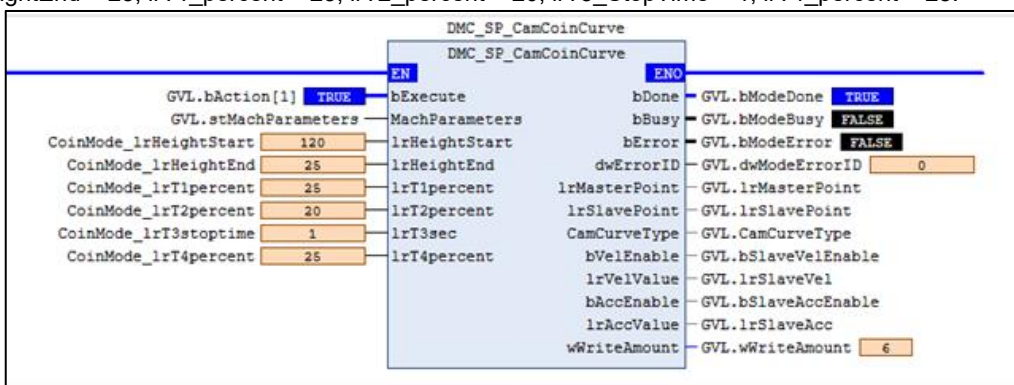 DMC_SP_CamCoinCurve
DMC_SP_CamCoinCurve
EN ENO
GVL.bAction[1] TRUE bExecute bDone GVL.bModeDone TRUE
GVL.stMachParameters MachParameters bBusy GVL.bModeBusy FALSE
CoinMode_lrHeightStart 120 lrHeightStart bError GVL.bModeError FALSE
CoinMode_lrHeightEnd 25 lrHeightEnd dwErrorID GVL.dwModeErrorID 0
CoinMode_lrT1percent 25 lrT1percent lrMasterPoint GVL.lrMasterPoint
CoinMode_lrT2percent 20 lrT2percent lrSlavePoint GVL.lrSlavePoint
CoinMode_lrT3stoptime 1 lrT3sec CamCurveType GVL.CamCurveType
CoinMode_lrT4percent 25 lrT4percent bVelEnable GVL.bSlaveVelEnable
lrVelValue GVL.lrSlaveVel
bAccEnable GVL.bSlaveAccEnable
lrAccValue GVL.lrSlaveAcc
wWriteAmount GVL.wWriteAmount 6